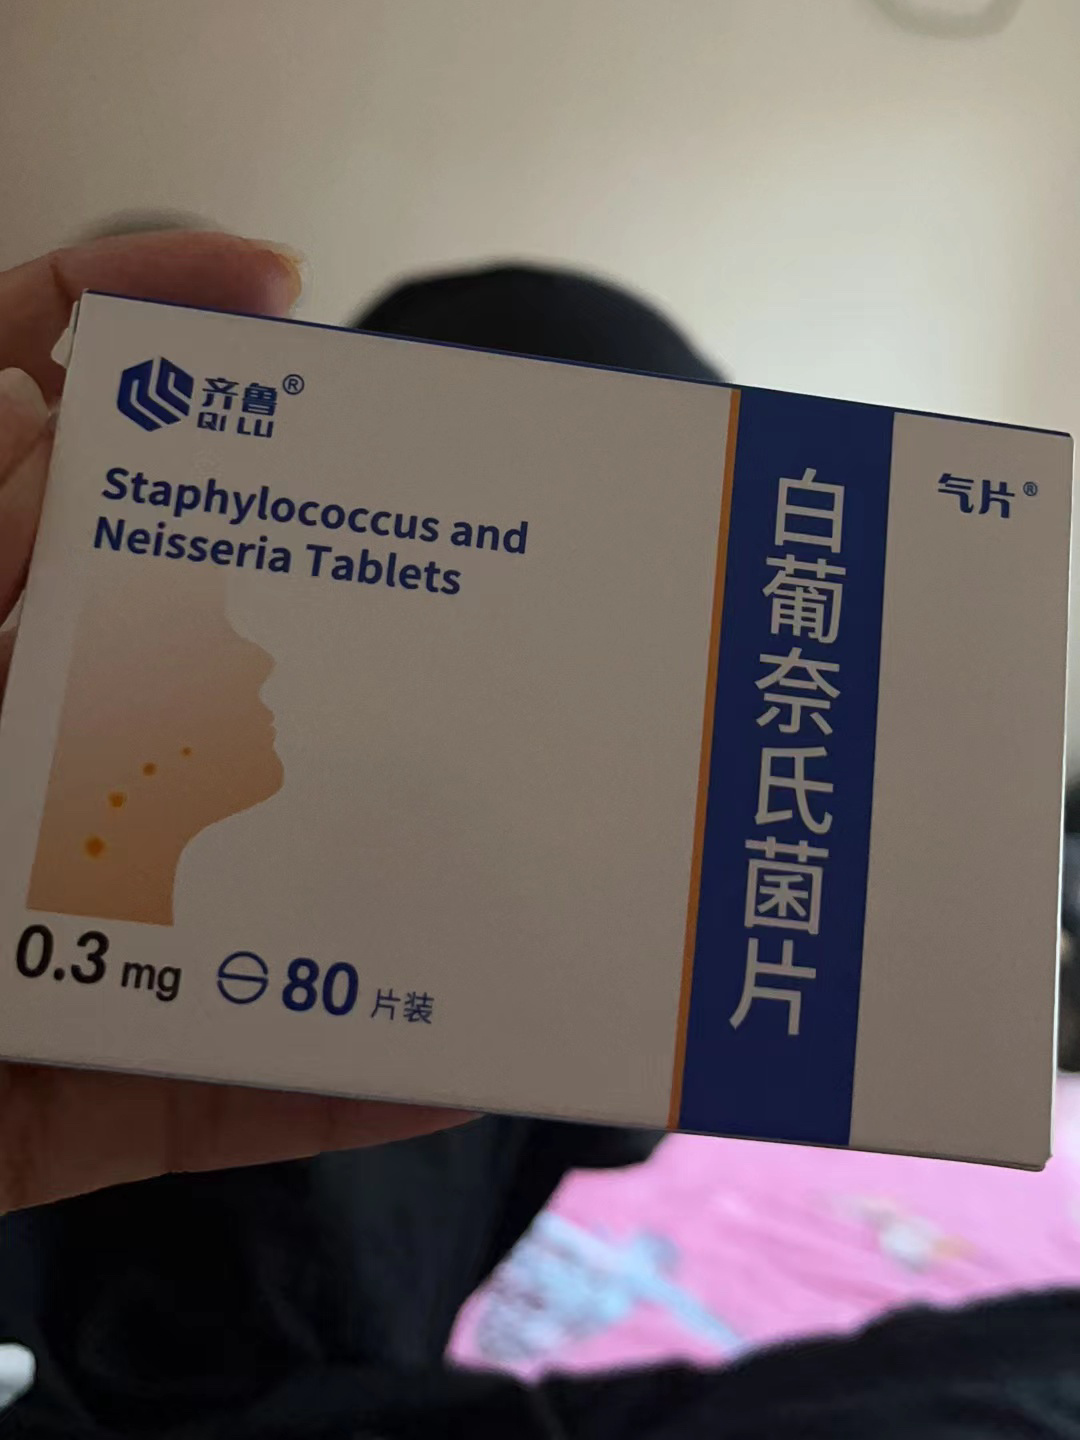 齐鲁®
QI LU
Staphylococcus and
Neisseria Tablets
0.3 mg 80 片装
白葡奈氏菌片
气片®